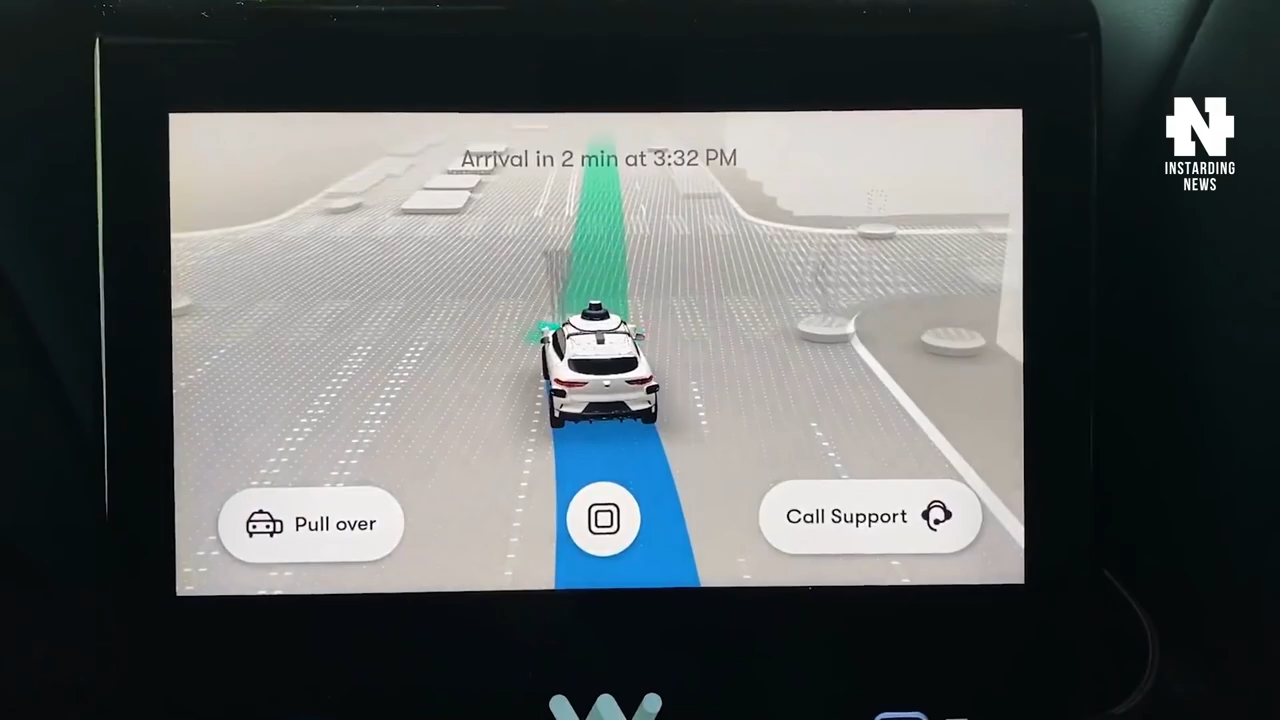 Arrival in 2 min at 3:32 PM
Pull over
Call Support
INSTARDING
NEWS